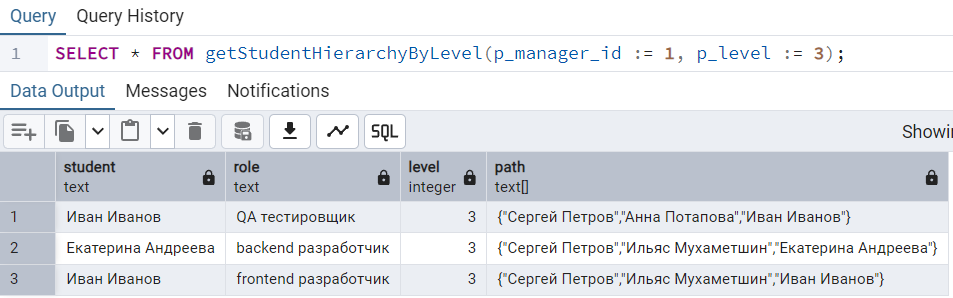 Query Query History
1 SELECT * FROM getStudentHierarchyByLevel(p_manager_id := 1, p_level := 3);
Data Output Messages Notifications
SQL Showi
student role level path
text text integer text[]
1 Иван Иванов QA тестировщик 3 {"Сергей Петров","Анна Потапова","Иван Иванов"}
2 Екатерина Андреева backend разработчик 3 {"Сергей Петров","Ильяс Мухаметшин","Екатерина Андреева"}
3 Иван Иванов frontend разработчик 3 {"Сергей Петров","Ильяс Мухаметшин","Иван Иванов"}